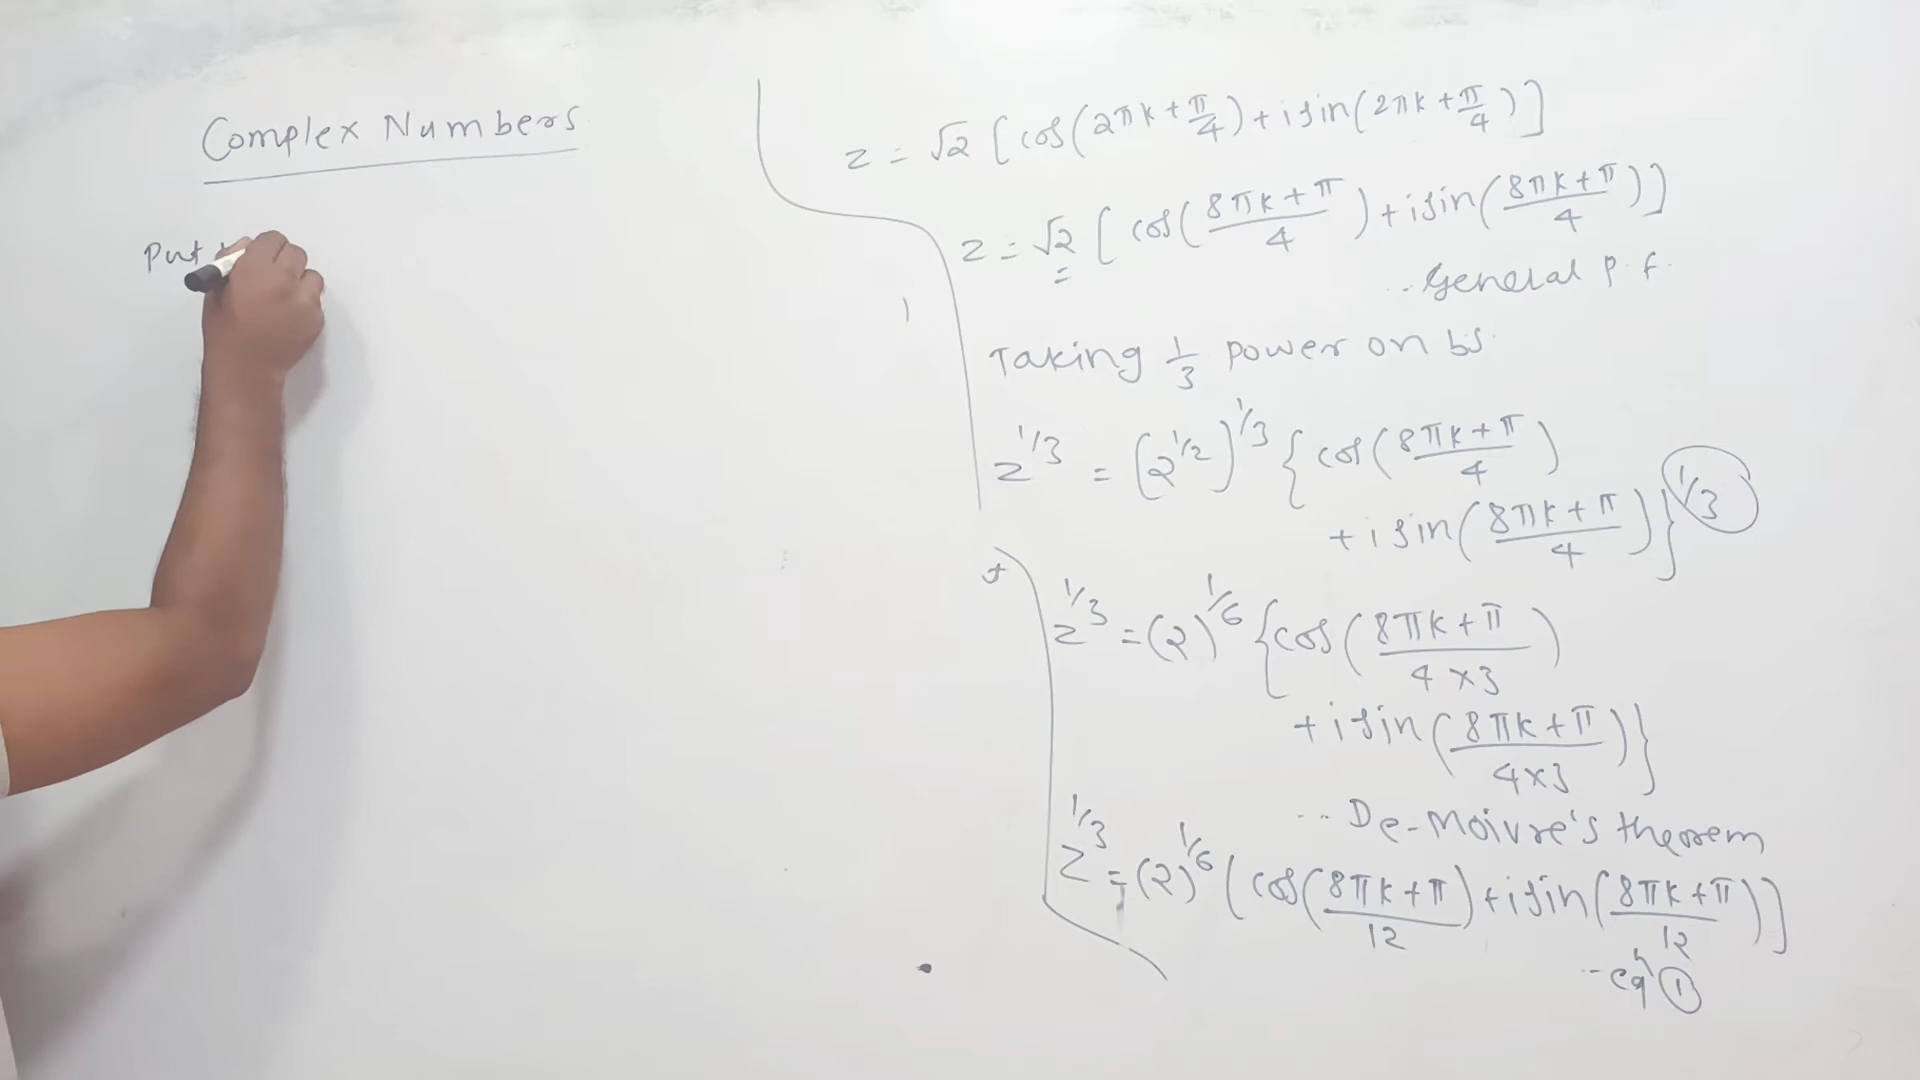 Complex Numbers
Put
z = √2 [cos(2πk + π/4) + i sin(2πk + π/4)]
z = √2 [cos((8πk + π)/4) + i sin((8πk + π)/4)]
.. General P. F.
Taking 1/3 power on bs.
z^1/3 = (2^1/2)^1/3 {cos((8πk + π)/4)
+ i sin((8πk + π)/4)}^1/3
z^1/3 = (2)^1/6 {cos((8πk + π)/(4×3))
+ i sin((8πk + π)/(4×3))}
... De-Moivre's theorem
z^1/3 = (2)^1/6 (cos((8πk + π)/12) + i sin((8πk + π)/12)]
-- eqⁿ ①